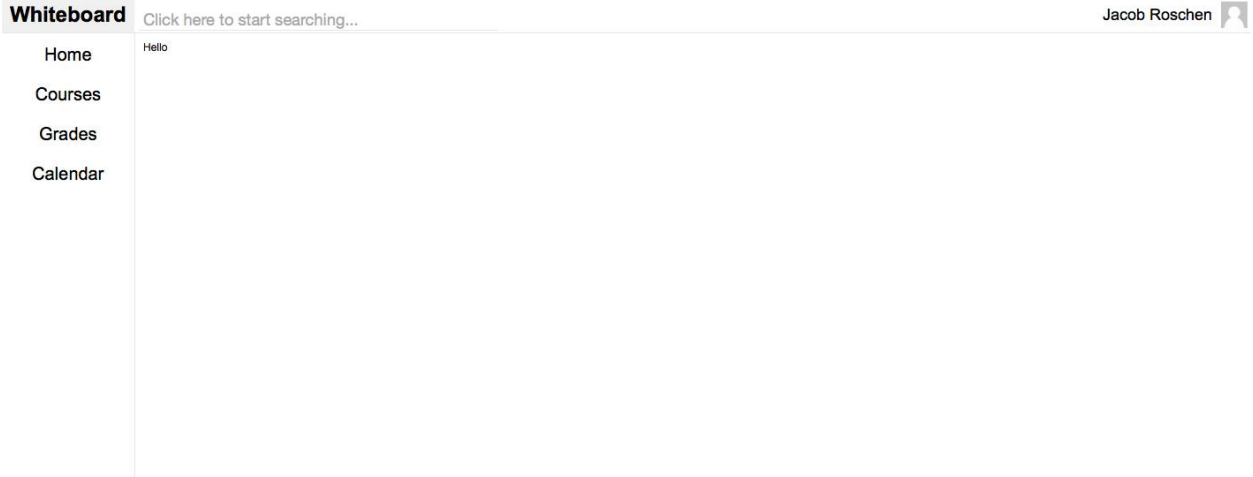 Whiteboard
Click here to start searching...
Jacob Roschen
Home
Courses
Grades
Calendar
Hello